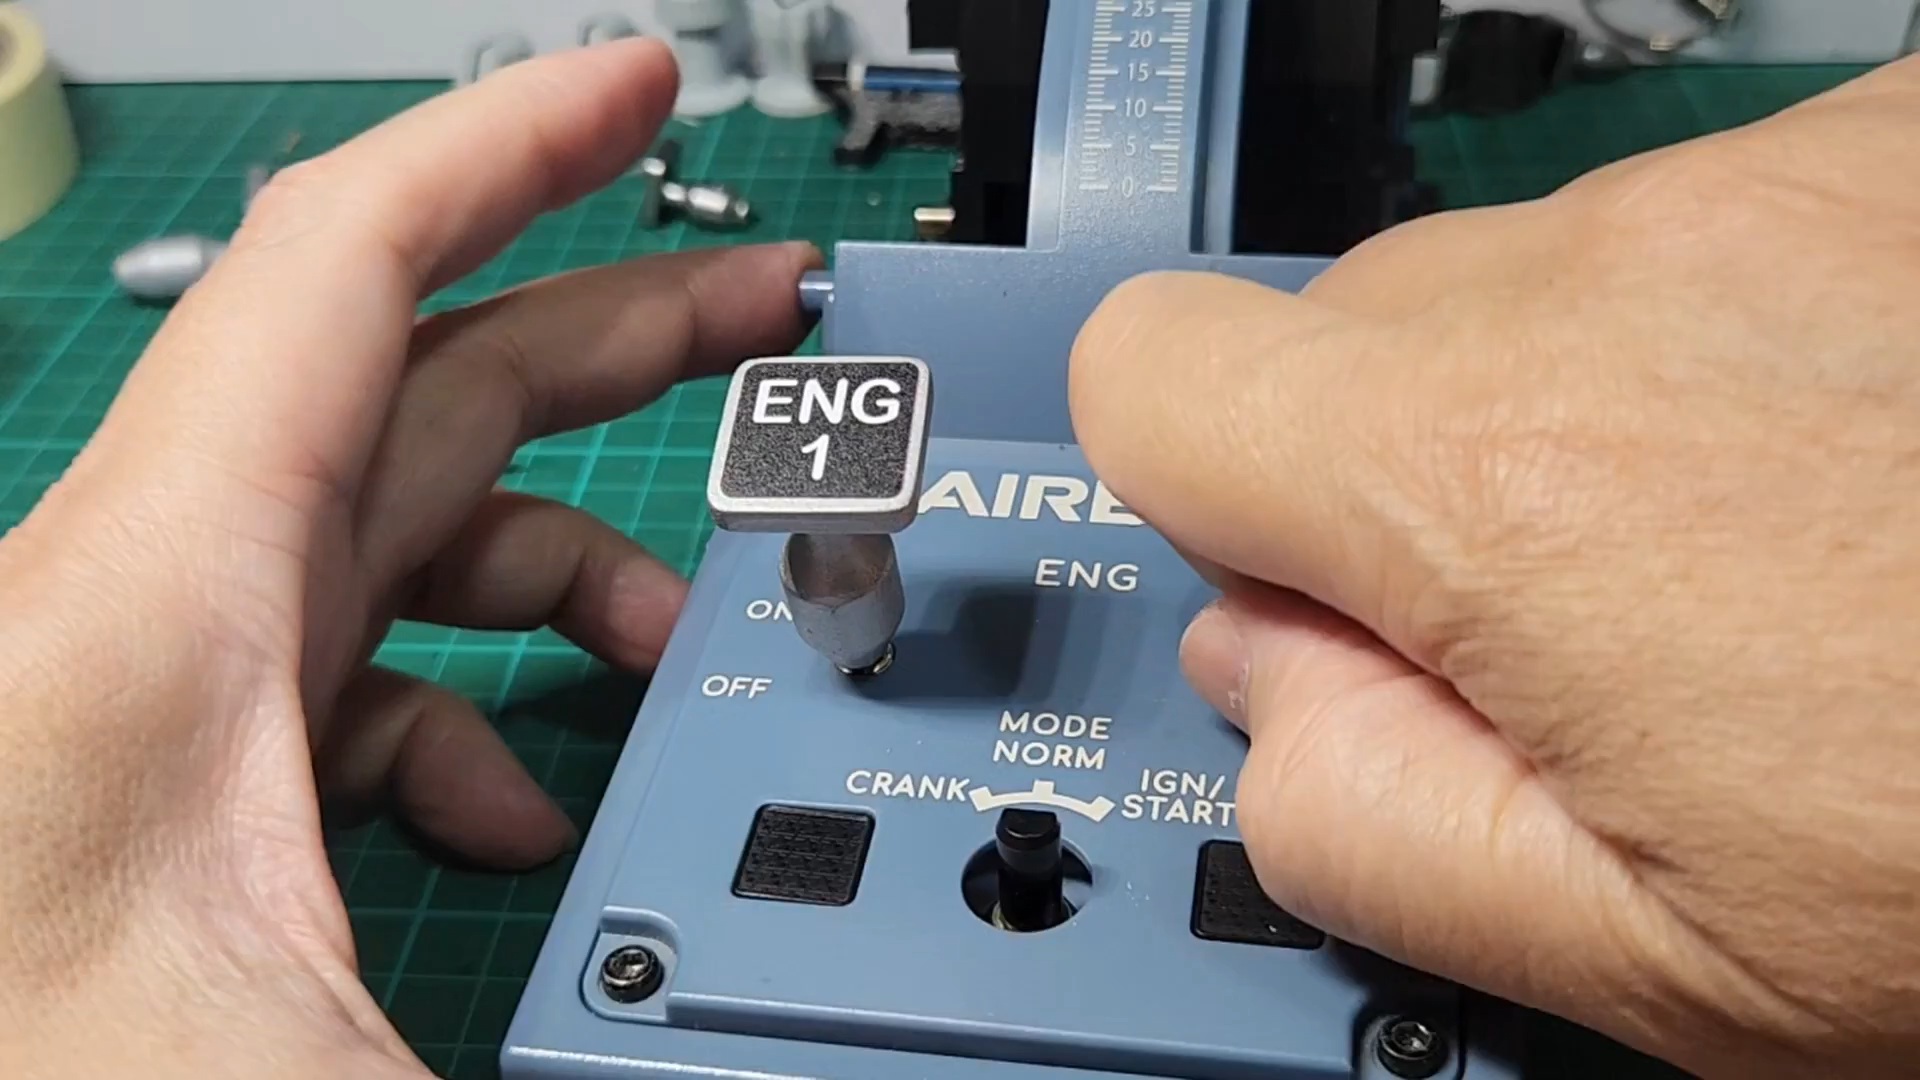 25
20
15
10
5
0
ENG
1
AIRB
ENG
ON
OFF
MODE
NORM
CRANK
IGN/
START